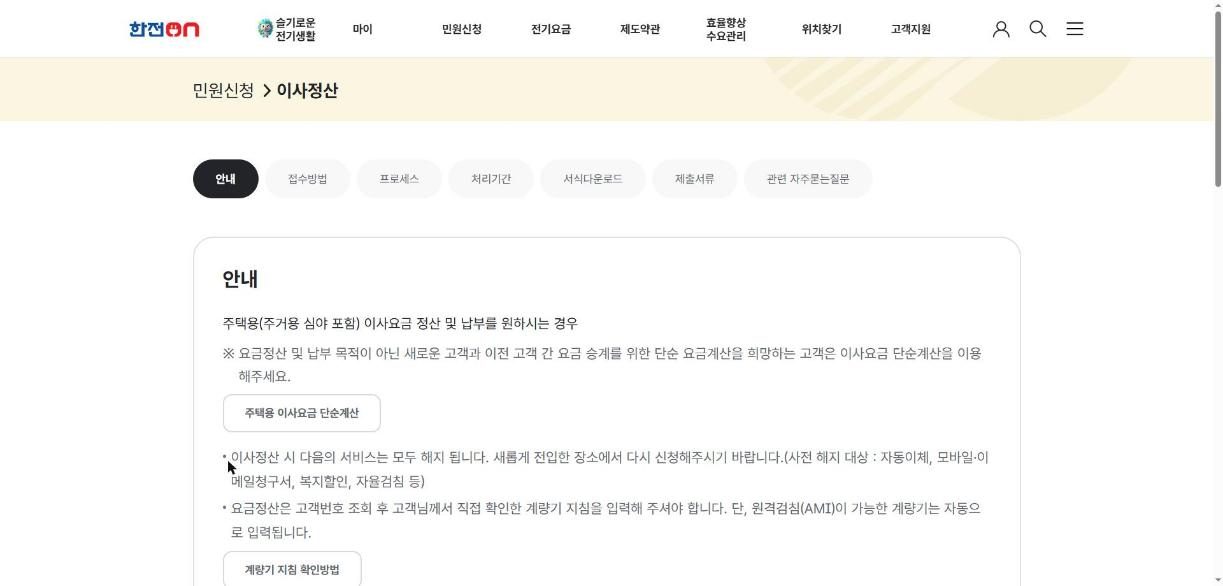 한전ON
슬기로운
전기생활
마이
민원신청
전기요금
제도약관
효율향상
수요관리
위치찾기
고객지원
민원신청 > 이사정산
안내
접수방법
프로세스
처리기간
서식다운로드
제출서류
관련 자주묻는질문
안내
주택용(주거용 심야 포함) 이사요금 정산 및 납부를 원하시는 경우
※ 요금정산 및 납부 목적이 아닌 새로운 고객과 이전 고객 간 요금 승계를 위한 단순 요금계산을 희망하는 고객은 이사요금 단순계산을 이용
해주세요.
주택용 이사요금 단순계산
• 이사정산 시 다음의 서비스는 모두 해지 됩니다. 새롭게 전입한 장소에서 다시 신청해주시기 바랍니다.(사전 해지 대상 : 자동이체, 모바일·이
메일청구서, 복지할인, 자율검침 등)
• 요금정산은 고객번호 조회 후 고객님께서 직접 확인한 계량기 지침을 입력해 주셔야 합니다. 단, 원격검침(AMI)이 가능한 계량기는 자동으
로 입력됩니다.
계량기 지침 확인방법